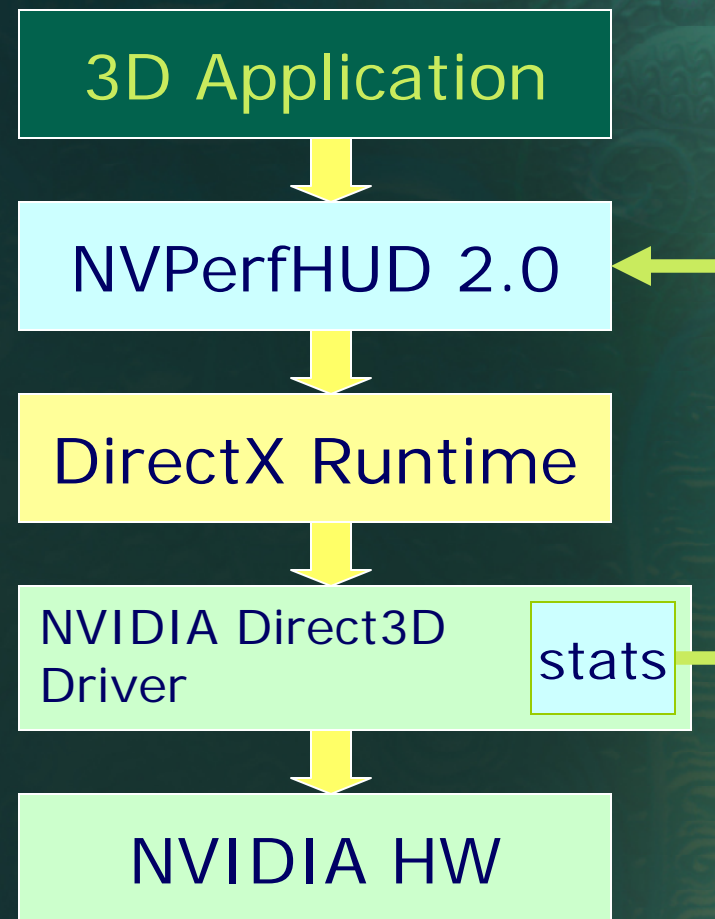 3D Application
NVPerfHUD 2.0
DirectX Runtime
NVIDIA Direct3D
Driver
stats
NVIDIA HW